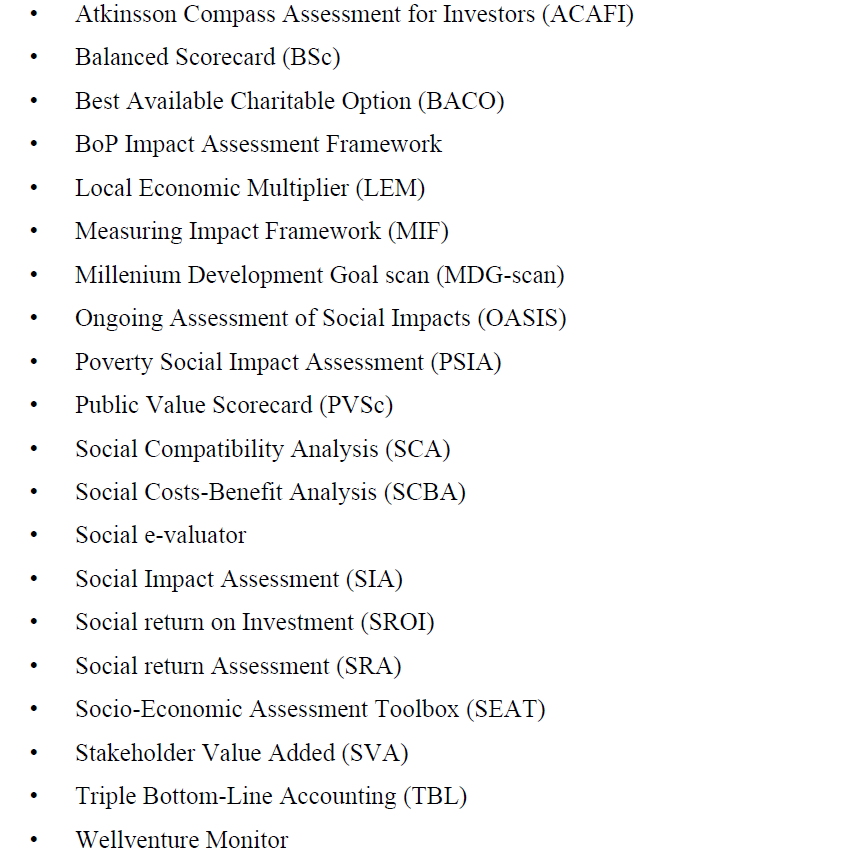 • Atkinsson Compass Assessment for Investors (ACAFI)
• Balanced Scorecard (BSc)
• Best Available Charitable Option (BACO)
• BoP Impact Assessment Framework
• Local Economic Multiplier (LEM)
• Measuring Impact Framework (MIF)
• Millenium Development Goal scan (MDG-scan)
• Ongoing Assessment of Social Impacts (OASIS)
• Poverty Social Impact Assessment (PSIA)
• Public Value Scorecard (PVSc)
• Social Compatibility Analysis (SCA)
• Social Costs-Benefit Analysis (SCBA)
• Social e-valuator
• Social Impact Assessment (SIA)
• Social return on Investment (SROI)
• Social return Assessment (SRA)
• Socio-Economic Assessment Toolbox (SEAT)
• Stakeholder Value Added (SVA)
• Triple Bottom-Line Accounting (TBL)
• Wellventure Monitor